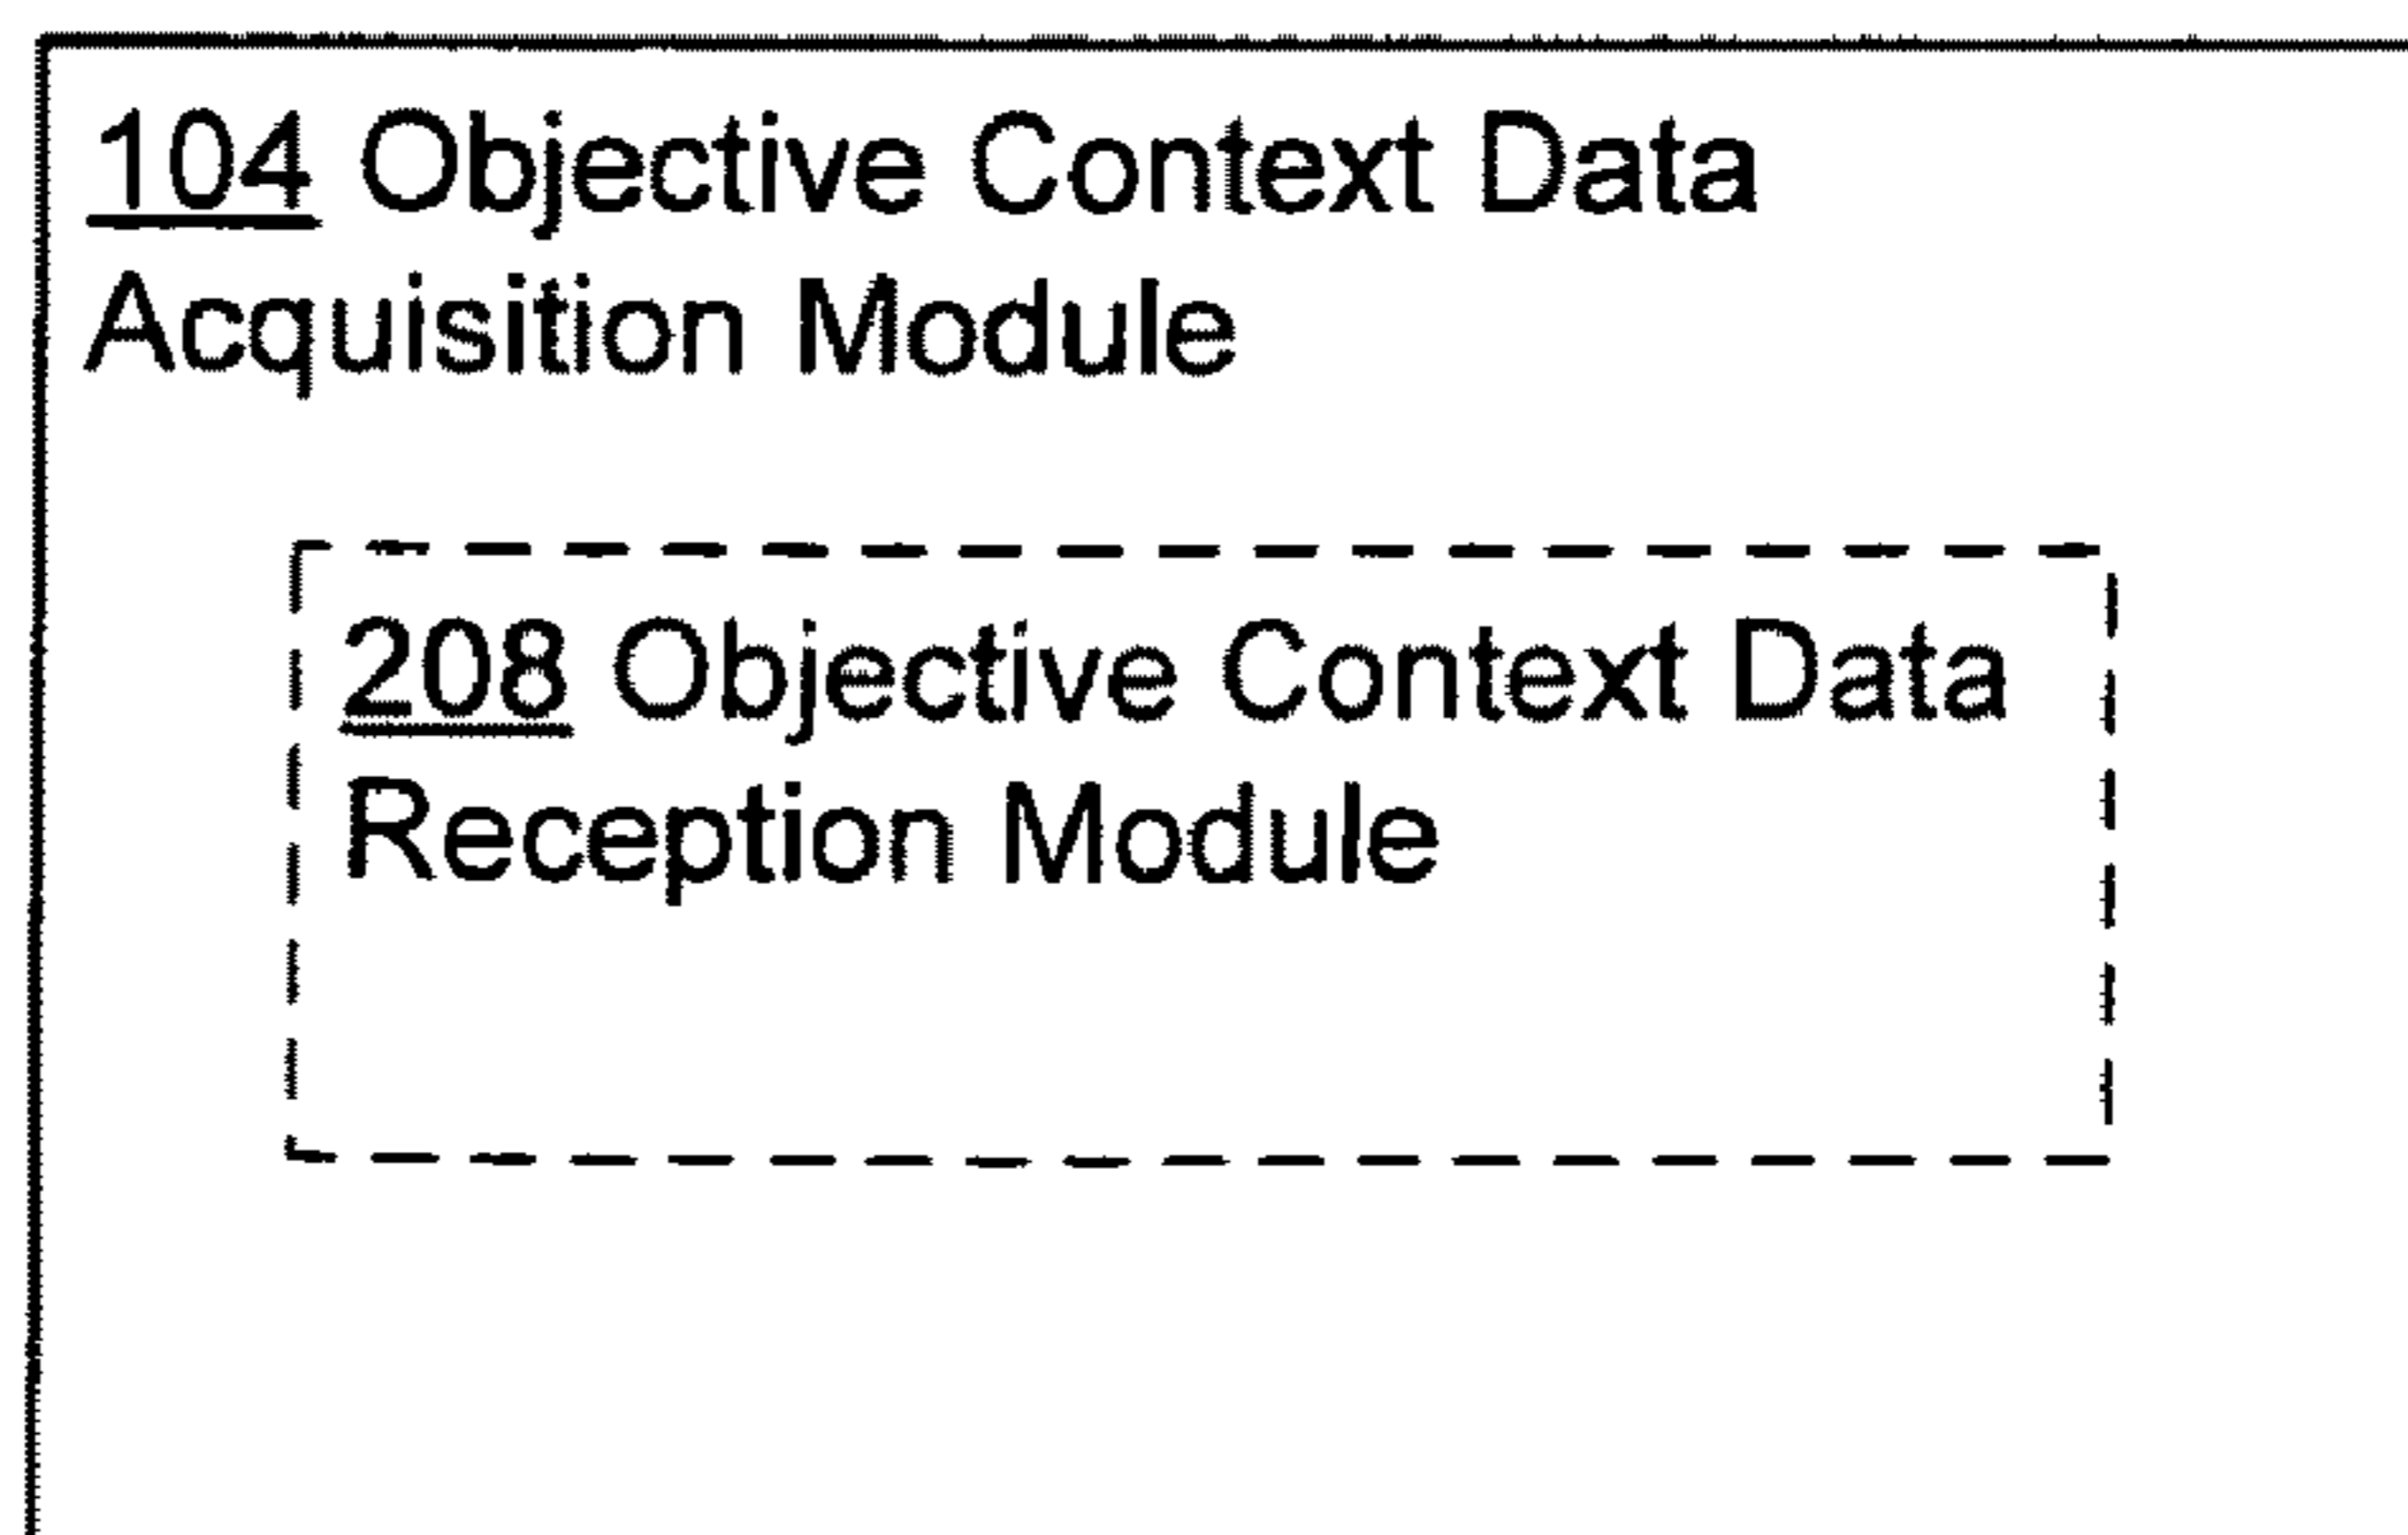 104 Objective Context Data
Acquisition Module
208 Objective Context Data
Reception Module